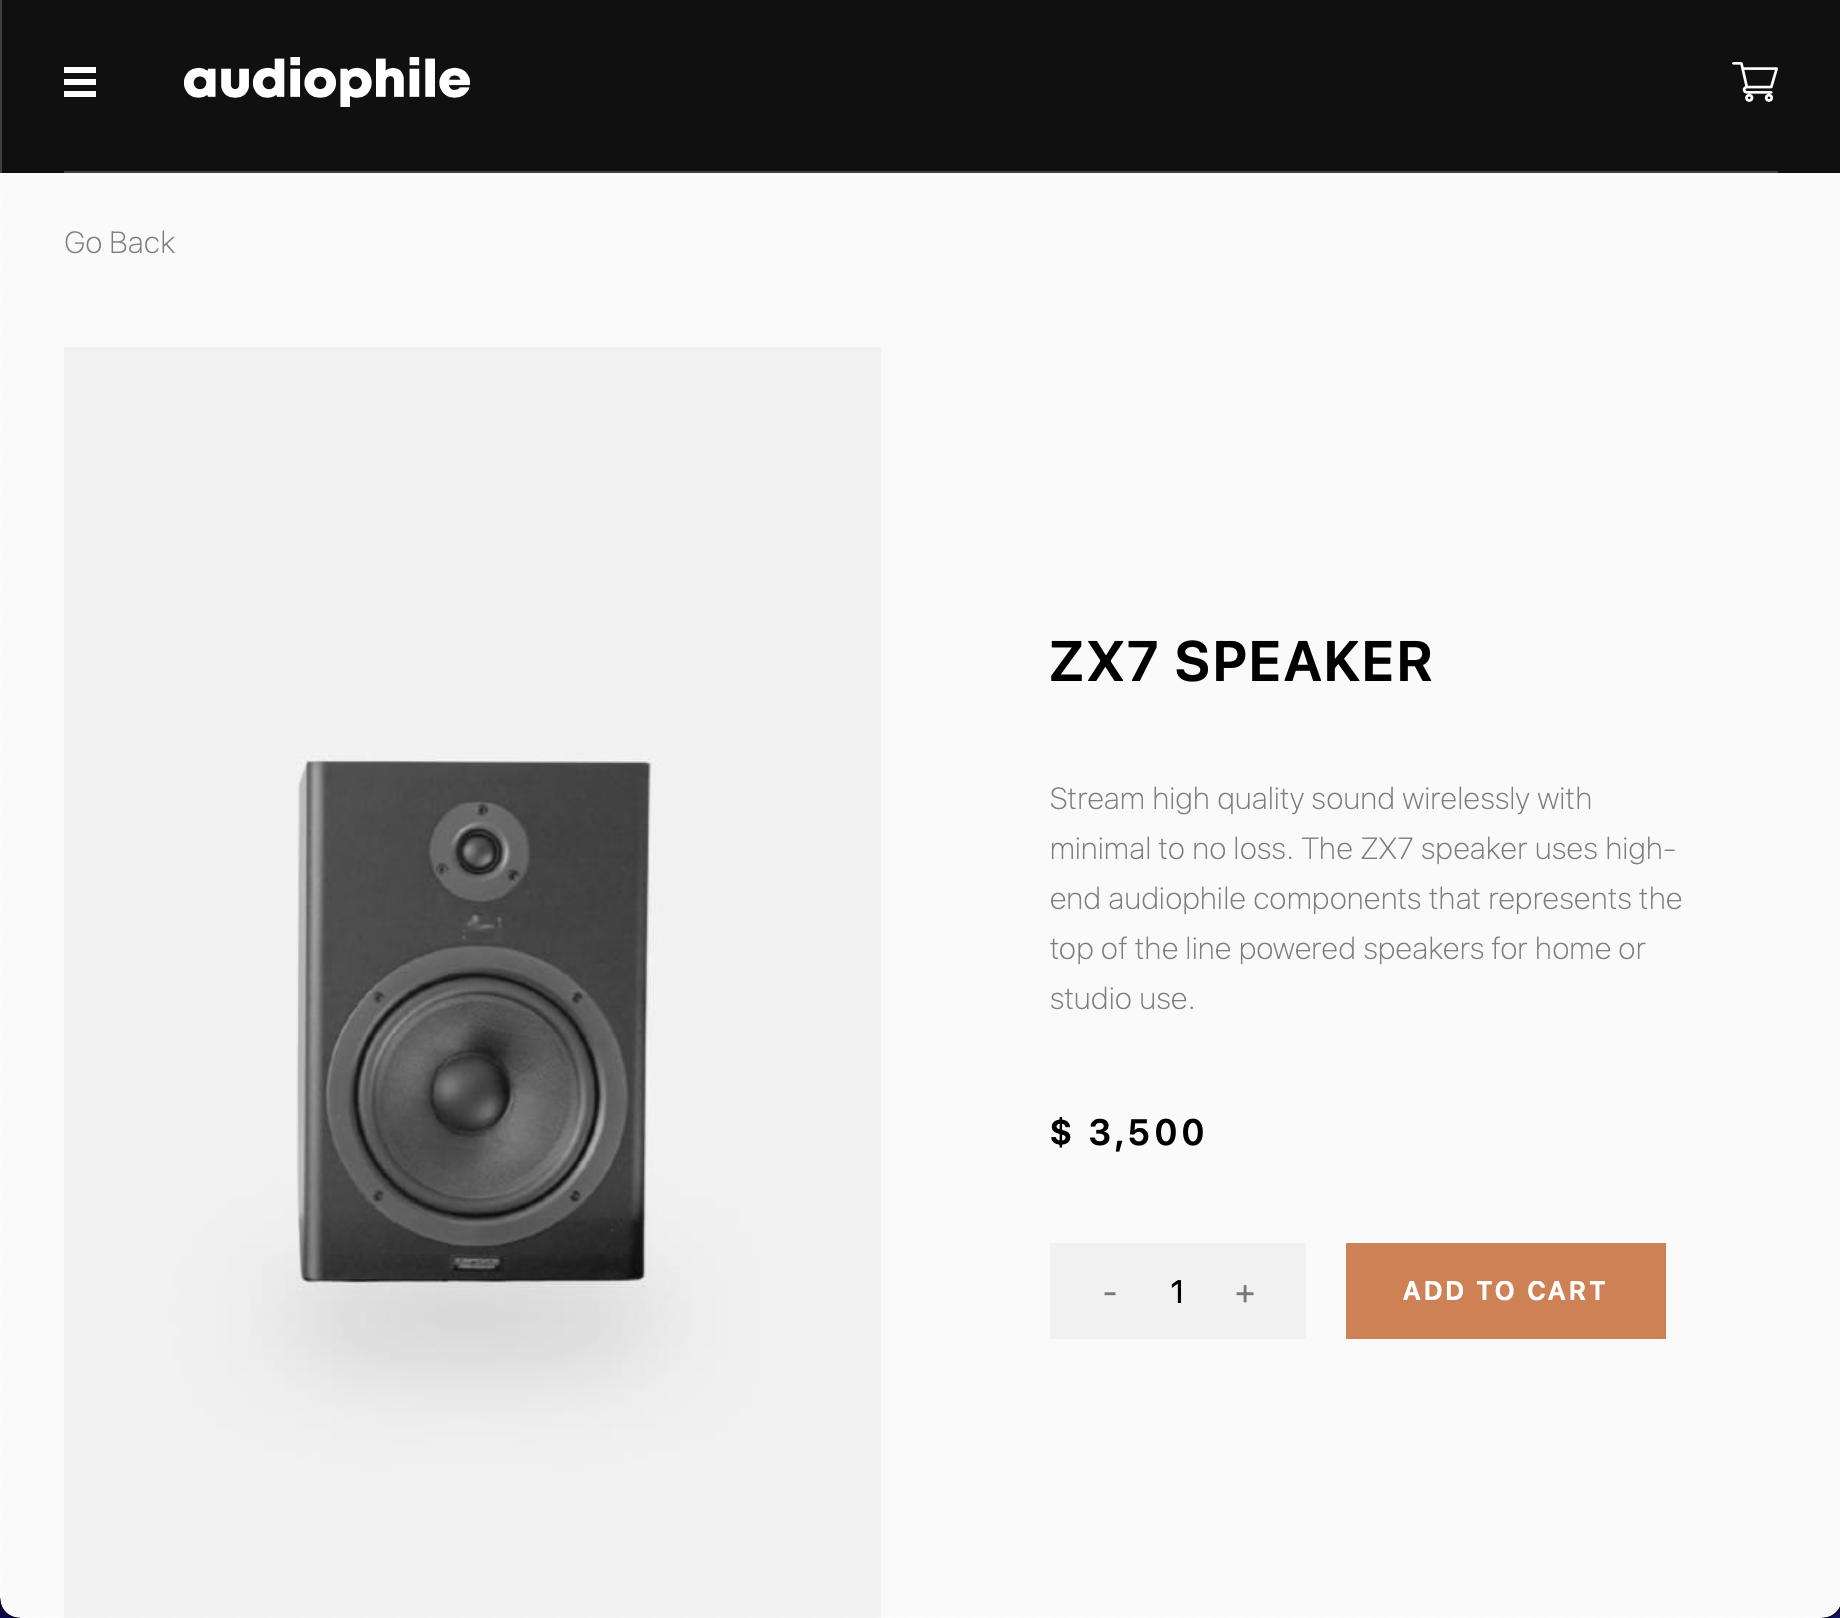 audiophile
Go Back
ZX7 SPEAKER
Stream high quality sound wirelessly with
minimal to no loss. The ZX7 speaker uses high-
end audiophile components that represents the
top of the line powered speakers for home or
studio use.
$ 3,500
- 1 +
ADD TO CART